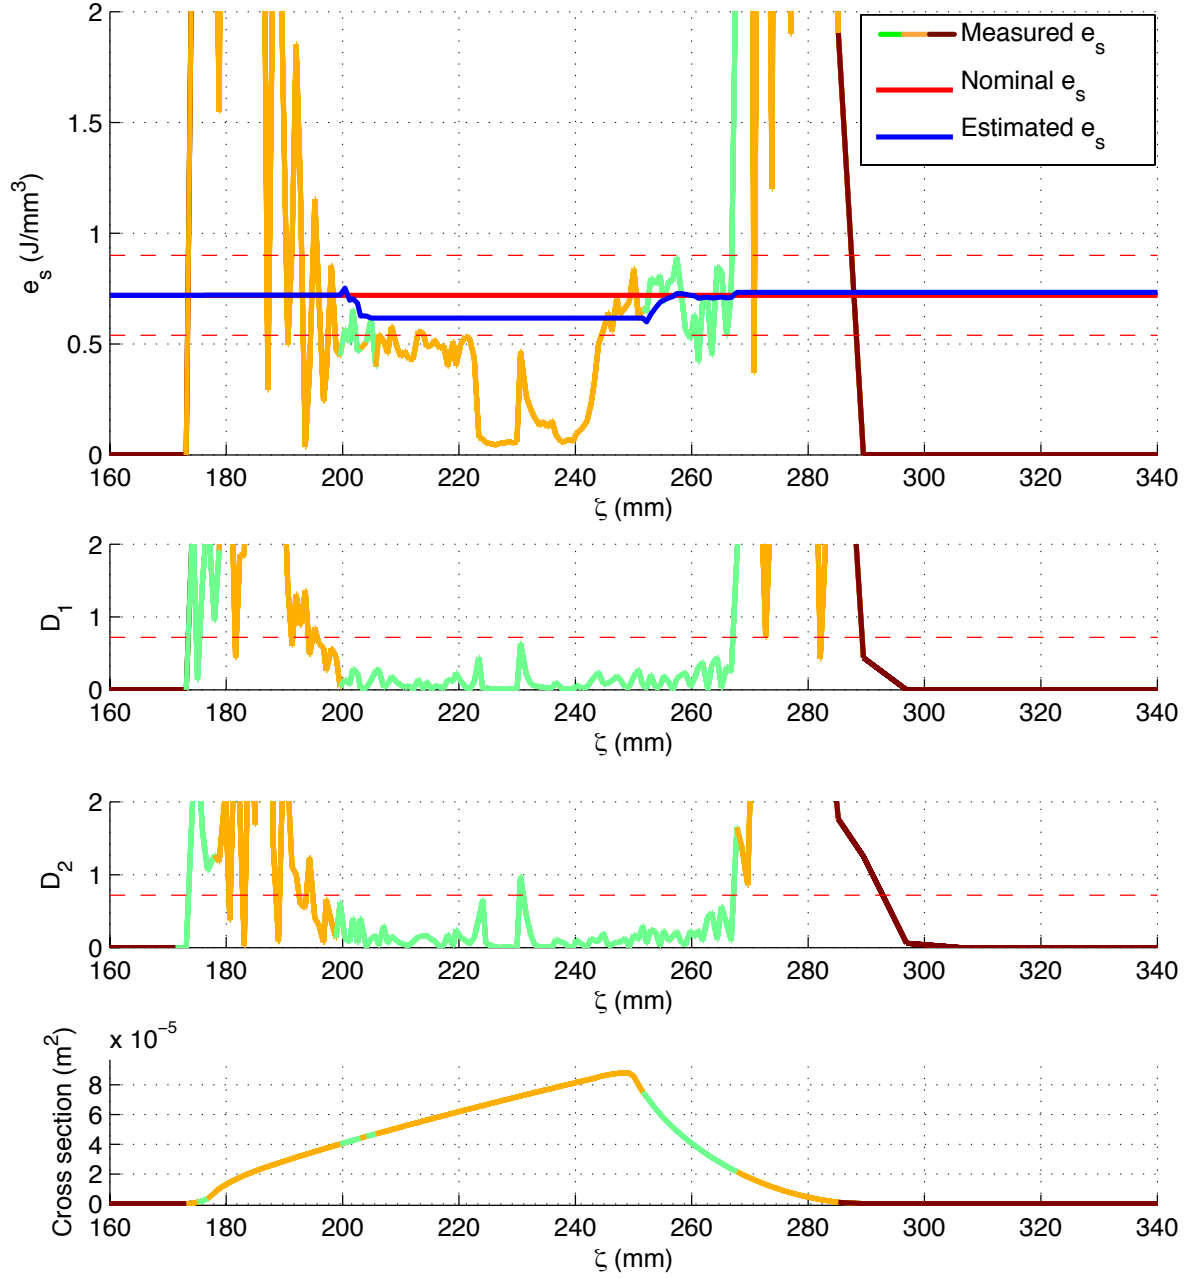 2
1.5
1
0.5
0
e_s (J/mm^3)
Measured e_s
Nominal e_s
Estimated e_s
160 180 200 220 240 260 280 300 320 340
ζ (mm)
2
1
0
D_1
160 180 200 220 240 260 280 300 320 340
ζ (mm)
2
1
0
D_2
160 180 200 220 240 260 280 300 320 340
ζ (mm)
x 10^−5
8
6
4
2
0
Cross section (m^2)
160 180 200 220 240 260 280 300 320 340
ζ (mm)